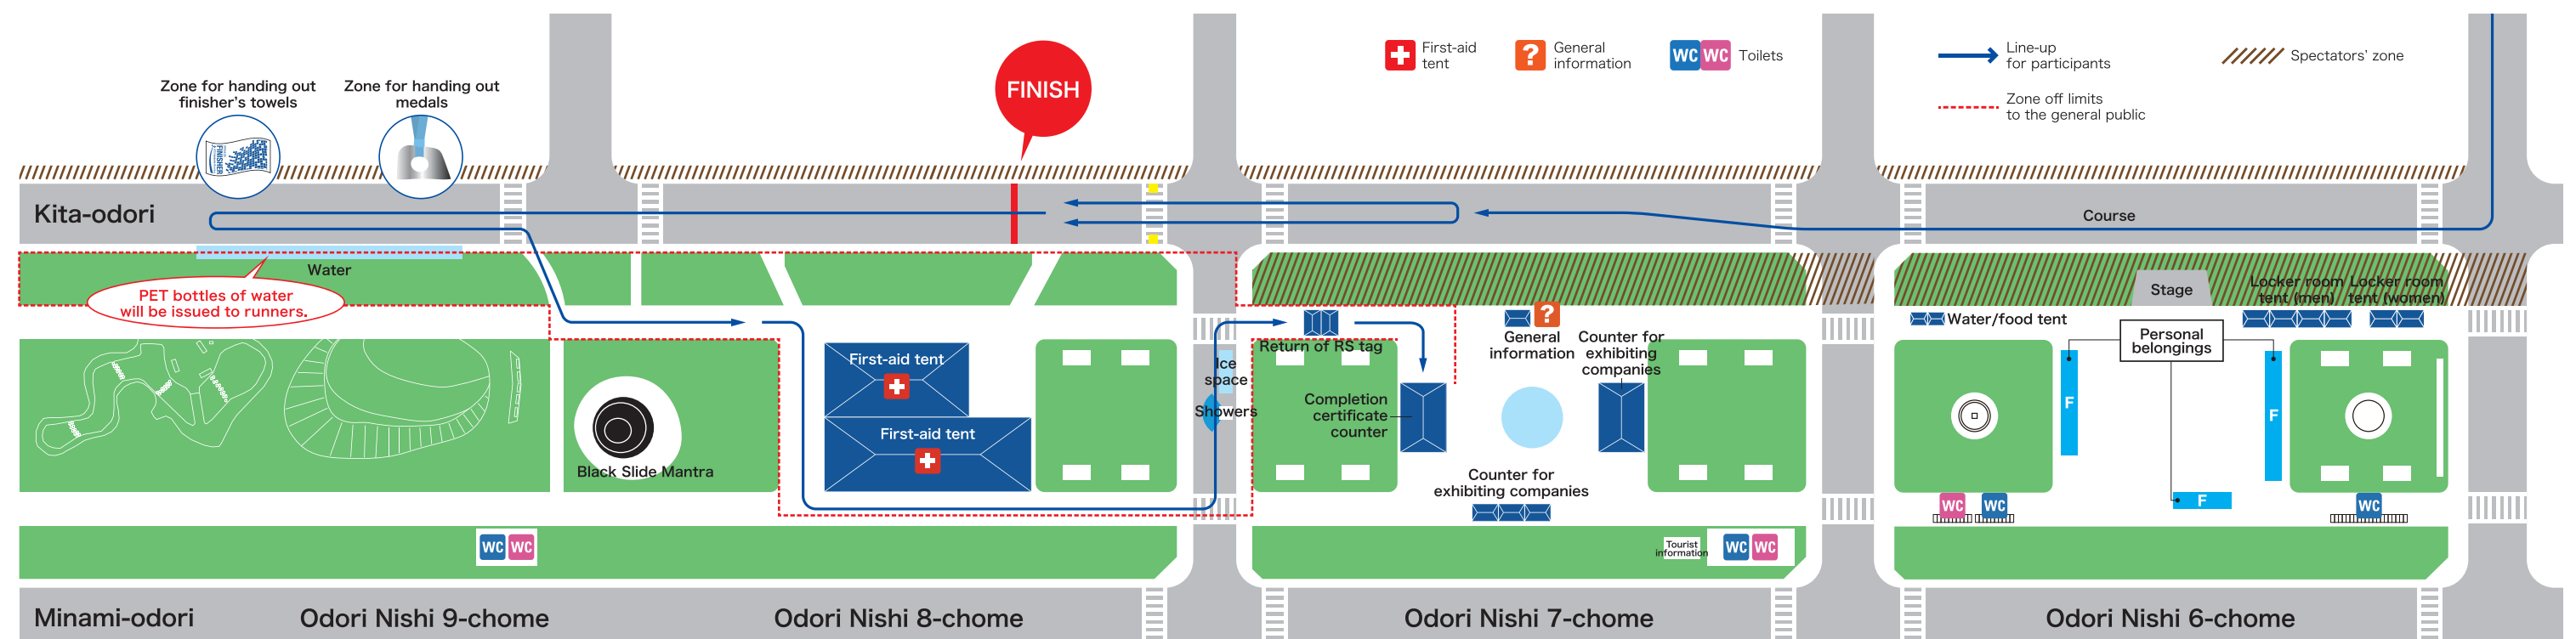 Zone for handing out
finisher's towels
Zone for handing out
medals
FINISHER
FINISH
First-aid
tent
?
General
information
WC WC
Toilets
Line-up
for participants
Zone off limits
to the general public
Spectators' zone
Kita-odori
Course
Water
PET bottles of water
will be issued to runners.
First-aid tent
First-aid tent
Black Slide Mantra
Ice
space
Showers
Return of RS tag
Completion
certificate
counter
?
General
information
Counter for
exhibiting
companies
Counter for
exhibiting companies
Stage
Locker room
tent (men)
Locker room
tent (women)
Water/food tent
Personal
belongings
F
F
F
WC WC
WC
WC WC
Tourist
information
WC WC
Minami-odori
Odori Nishi 9-chome
Odori Nishi 8-chome
Odori Nishi 7-chome
Odori Nishi 6-chome